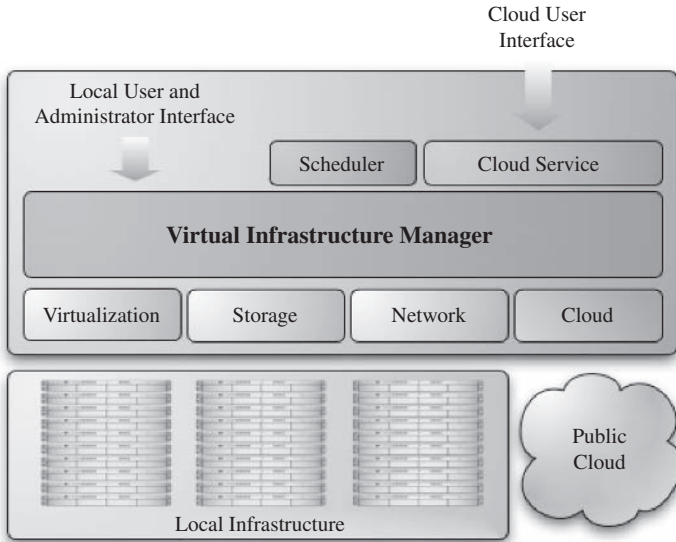 Cloud User
Interface
Local User and
Administrator Interface
Scheduler
Cloud Service
Virtual Infrastructure Manager
Virtualization
Storage
Network
Cloud
Public
Cloud
Local Infrastructure